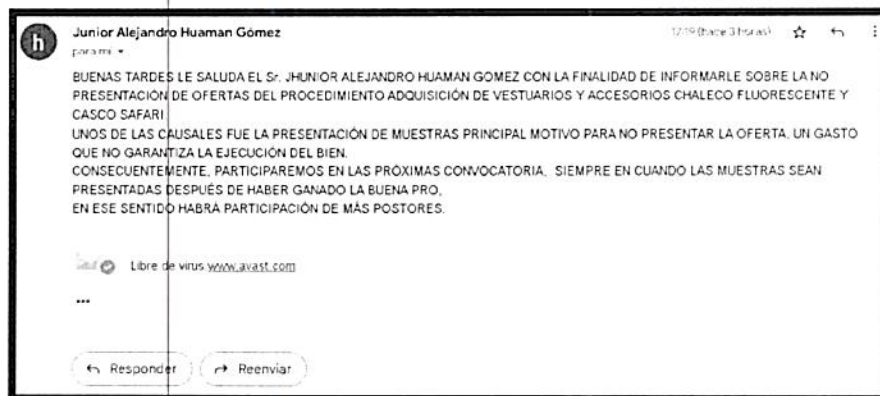 h
Junior Alejandro Huaman Gómez
17:19 (hace 3 horas)
para mí
BUENAS TARDES LE SALUDA EL Sr. JHUNIOR ALEJANDRO HUAMAN GOMEZ CON LA FINALIDAD DE INFORMARLE SOBRE LA NO
PRESENTACIÓN DE OFERTAS DEL PROCEDIMIENTO ADQUISICIÓN DE VESTUARIOS Y ACCESORIOS CHALECO FLUORESCENTE Y
CASCO SAFARI.
UNOS DE LAS CAUSALES FUE LA PRESENTACIÓN DE MUESTRAS PRINCIPAL MOTIVO PARA NO PRESENTAR LA OFERTA, UN GASTO
QUE NO GARANTIZA LA EJECUCIÓN DEL BIEN.
CONSECUENTEMENTE, PARTICIPAREMOS EN LAS PRÓXIMAS CONVOCATORIA, SIEMPRE EN CUANDO LAS MUESTRAS SEAN
PRESENTADAS DESPUÉS DE HABER GANADO LA BUENA PRO,
EN ESE SENTIDO HABRÁ PARTICIPACIÓN DE MÁS POSTORES.
Libre de virus.www.avast.com
•••
Responder
Reenviar